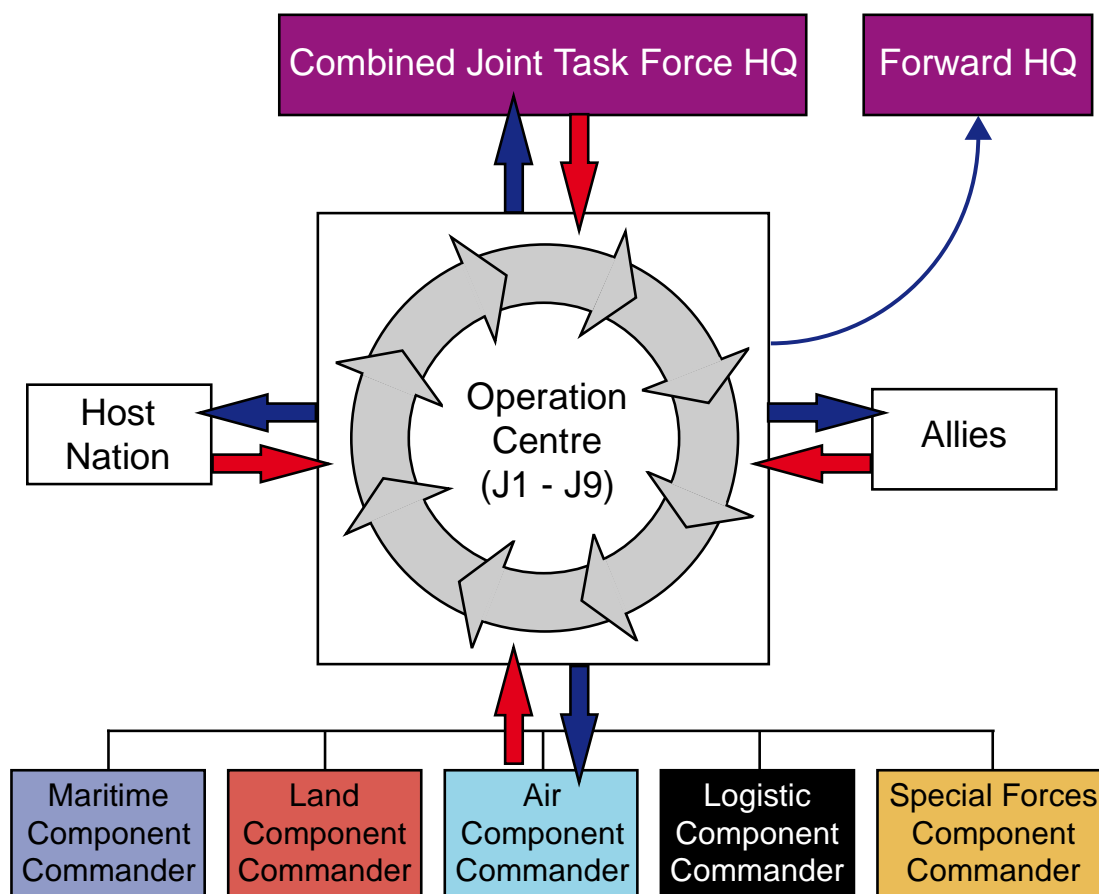 Combined Joint Task Force HQ
Forward HQ
Operation
Centre
(J1 - J9)
Host
Nation
Allies
Maritime
Component
Commander
Land
Component
Commander
Air
Component
Commander
Logistic
Component
Commander
Special Forces
Component
Commander